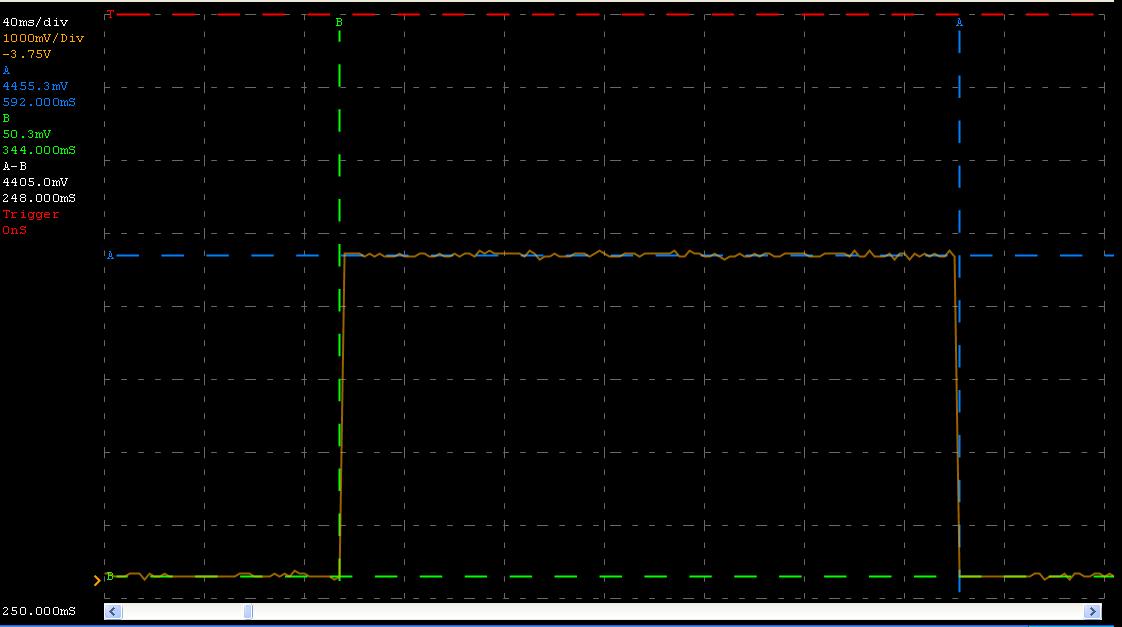 40ms/div
1000mV/Div
-3.75V
A
4455.3mV
592.000mS
B
50.3mV
344.000mS
A-B
4405.0mV
248.000mS
Trigger
0nS
T
B
A
A
B
250.000mS